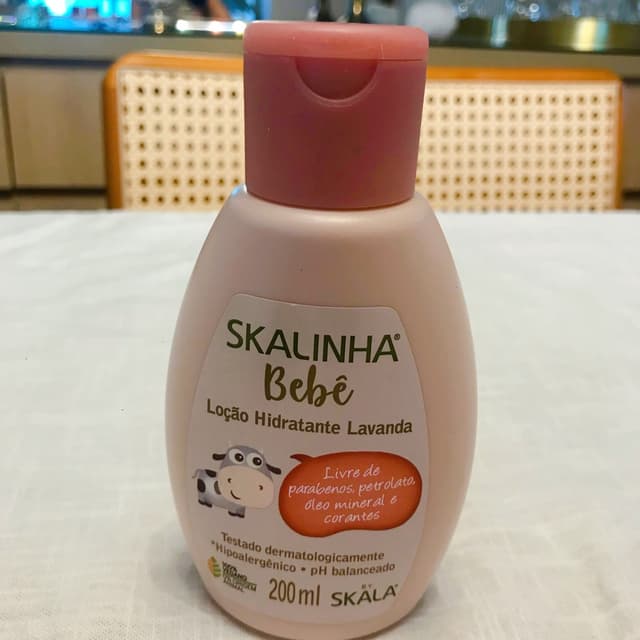 SKALINHA®
Bebê
Loção Hidratante Lavanda
Livre de
parabenos, petrolato,
óleo mineral e
corantes
Testado dermatologicamente
*Hipoalergênico • pH balanceado
200ml
BY
SKALA®